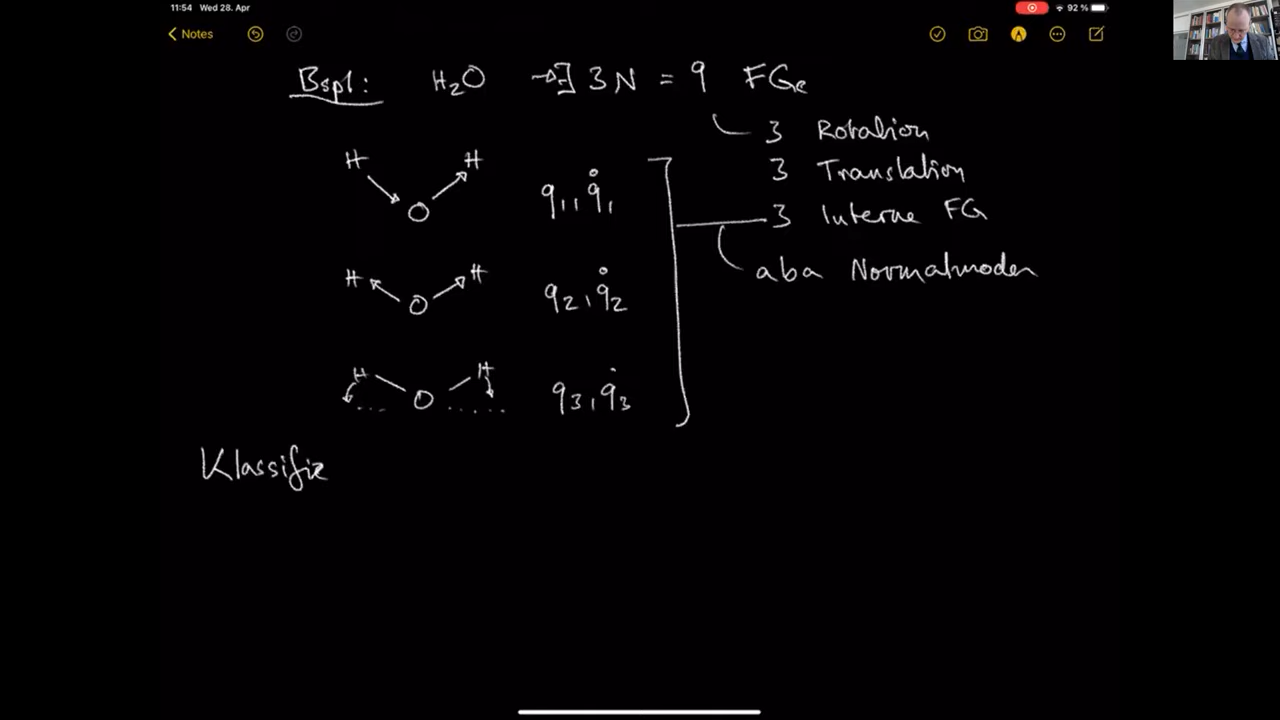 11:54 Wed 28. Apr
92 %
Notes
Bspl: H₂O → 3N = 9 FGe
3 Rotation
3 Translation
3 Interne FG
aba Normalmoden
H H
O q₁, q̇₁
H H
O q₂, q̇₂
H H
O q₃, q̇₃
Klassifiz